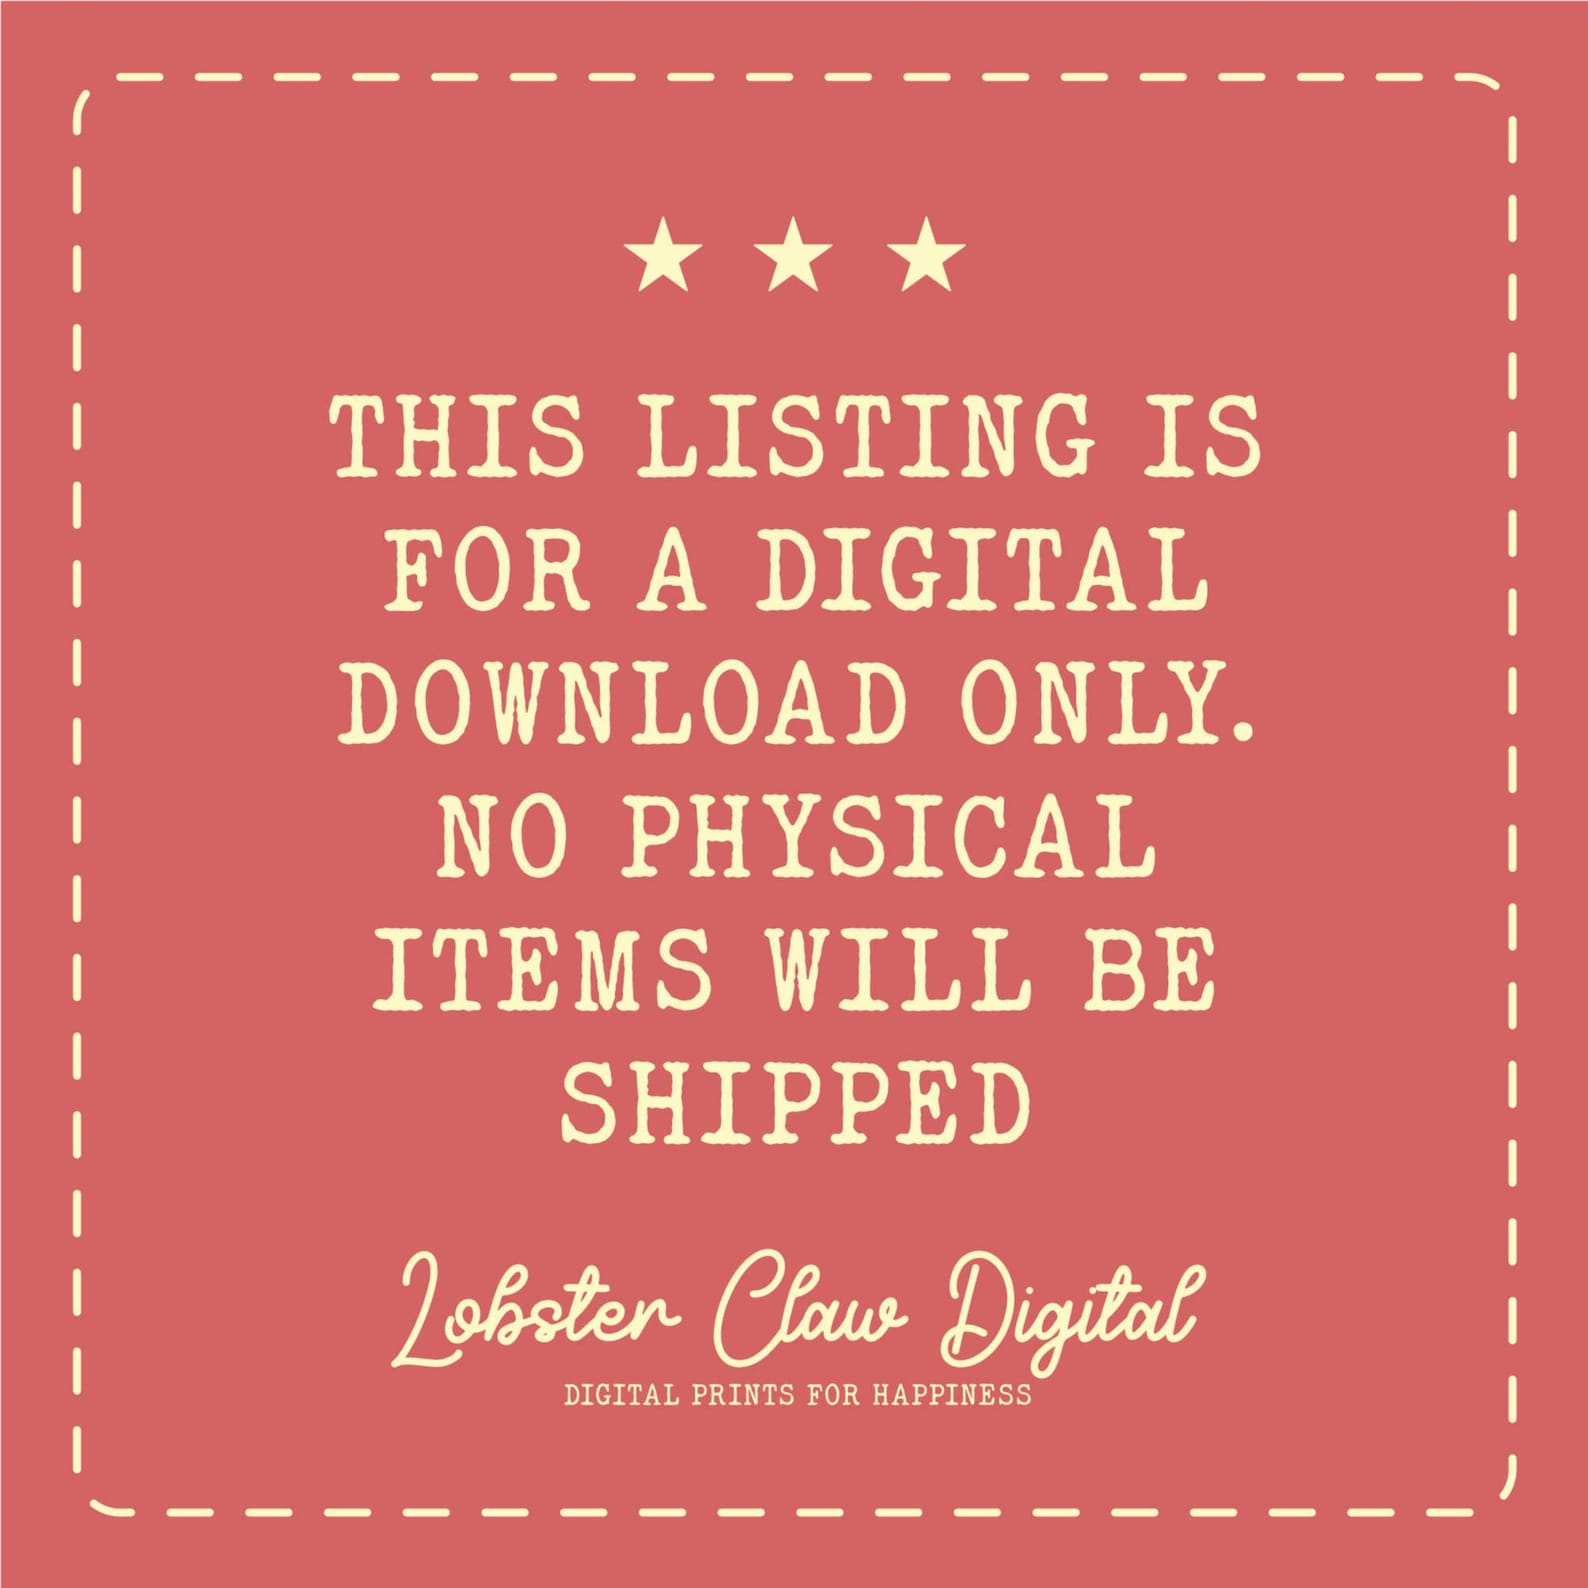 THIS LISTING IS
FOR A DIGITAL
DOWNLOAD ONLY.
NO PHYSICAL
ITEMS WILL BE
SHIPPED
Lobster Claw Digital
DIGITAL PRINTS FOR HAPPINESS